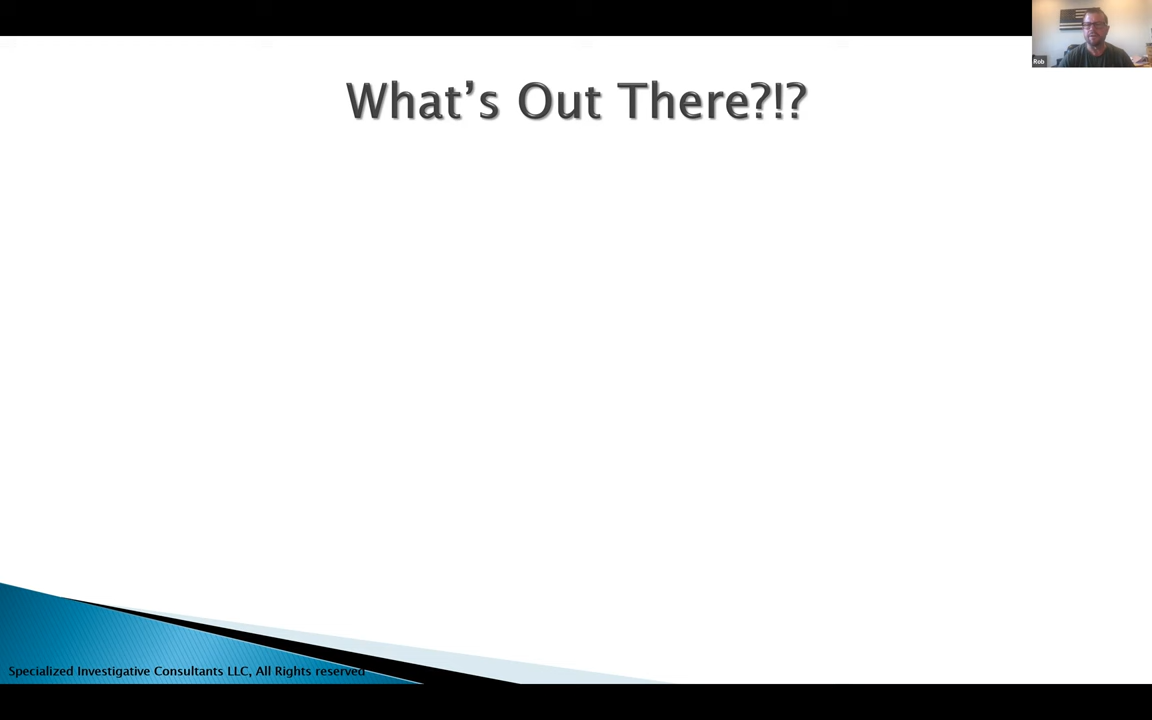 Rob
What's Out There?!?
Specialized Investigative Consultants LLC, All Rights reserved